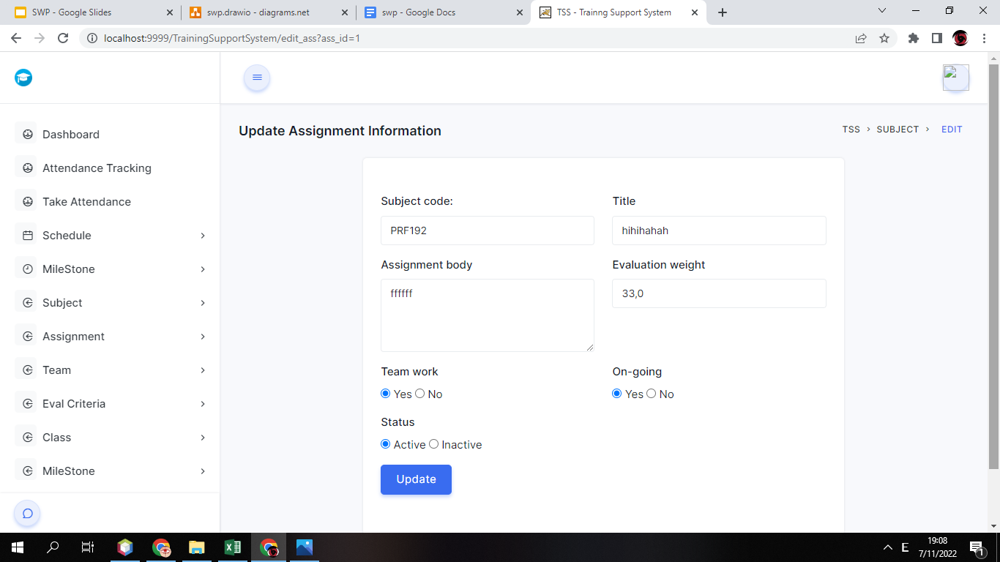 SWP - Google Slides
swp.drawio - diagrams.net
swp - Google Docs
TSS - Trainng Support System
localhost:9999/TrainingSupportSystem/edit_ass?ass_id=1
Update Assignment Information
TSS > SUBJECT > EDIT
Dashboard
Attendance Tracking
Take Attendance
Schedule
MileStone
Subject
Assignment
Team
Eval Criteria
Class
MileStone
Subject code:
Title
PRF192
hihihahah
Assignment body
Evaluation weight
ffffff
33,0
Team work
On-going
Yes No
Yes No
Status
Active Inactive
Update
E
19:08
7/11/2022
1